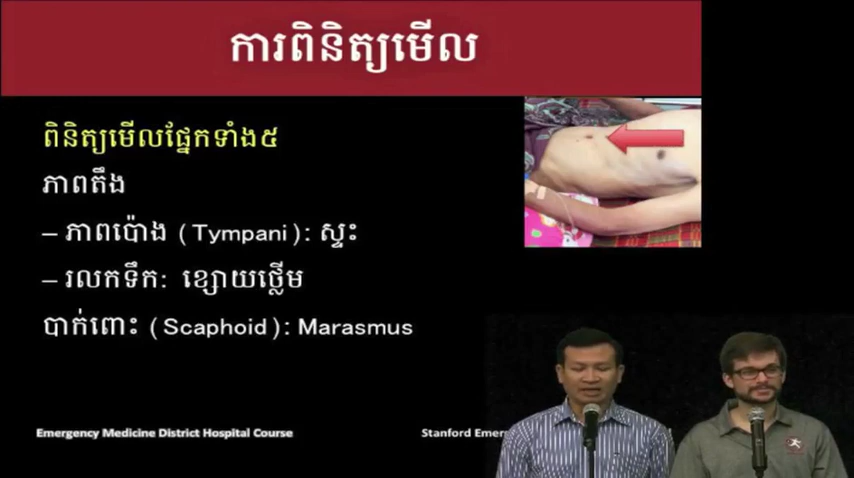 ការពិនិត្យមើល
ពិនិត្យមើលផ្នែកទាំង៥
ភាពតឹង
– ភាពប៉ោង (Tympani): ស្ទះ
– រលកទឹក: ខ្សោយថ្លើម
បាក់ពោះ (Scaphoid): Marasmus
Emergency Medicine District Hospital Course
Stanford